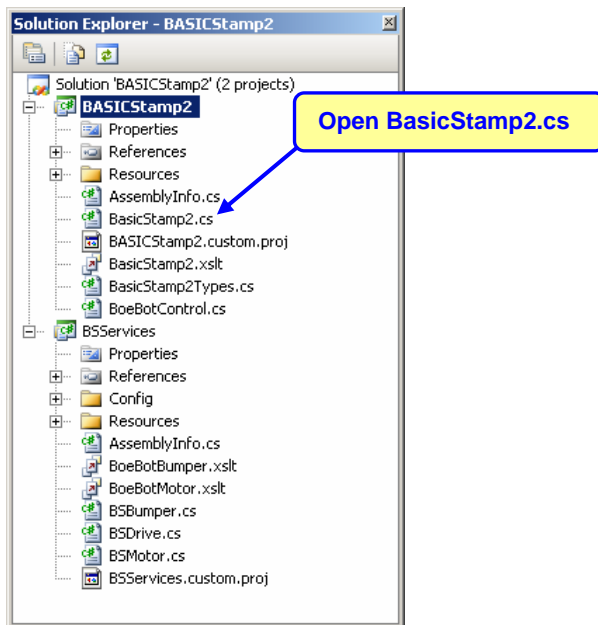 Solution Explorer - BASICStamp2
Solution 'BASICStamp2' (2 projects)
BASICStamp2
Open BasicStamp2.cs
Properties
References
Resources
AssemblyInfo.cs
BasicStamp2.cs
BASICStamp2.custom.proj
BasicStamp2.xslt
BasicStamp2Types.cs
BoeBotControl.cs
BSServices
Properties
References
Config
Resources
AssemblyInfo.cs
BoeBotBumper.xslt
BoeBotMotor.xslt
BSBumper.cs
BSDrive.cs
BSMotor.cs
BSServices.custom.proj